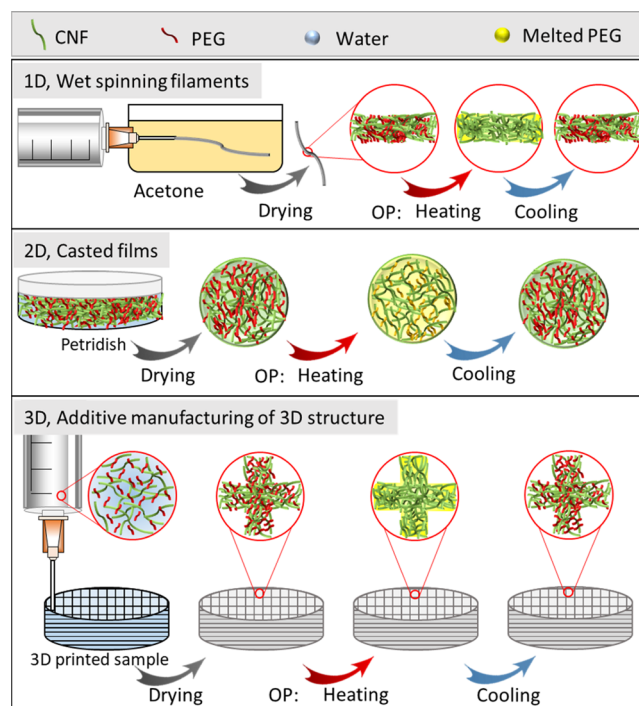 CNF PEG Water Melted PEG
1D, Wet spinning filaments
Acetone
Drying
OP: Heating Cooling
2D, Casted films
Petridish
Drying OP: Heating Cooling
3D, Additive manufacturing of 3D structure
3D printed sample
Drying OP: Heating Cooling